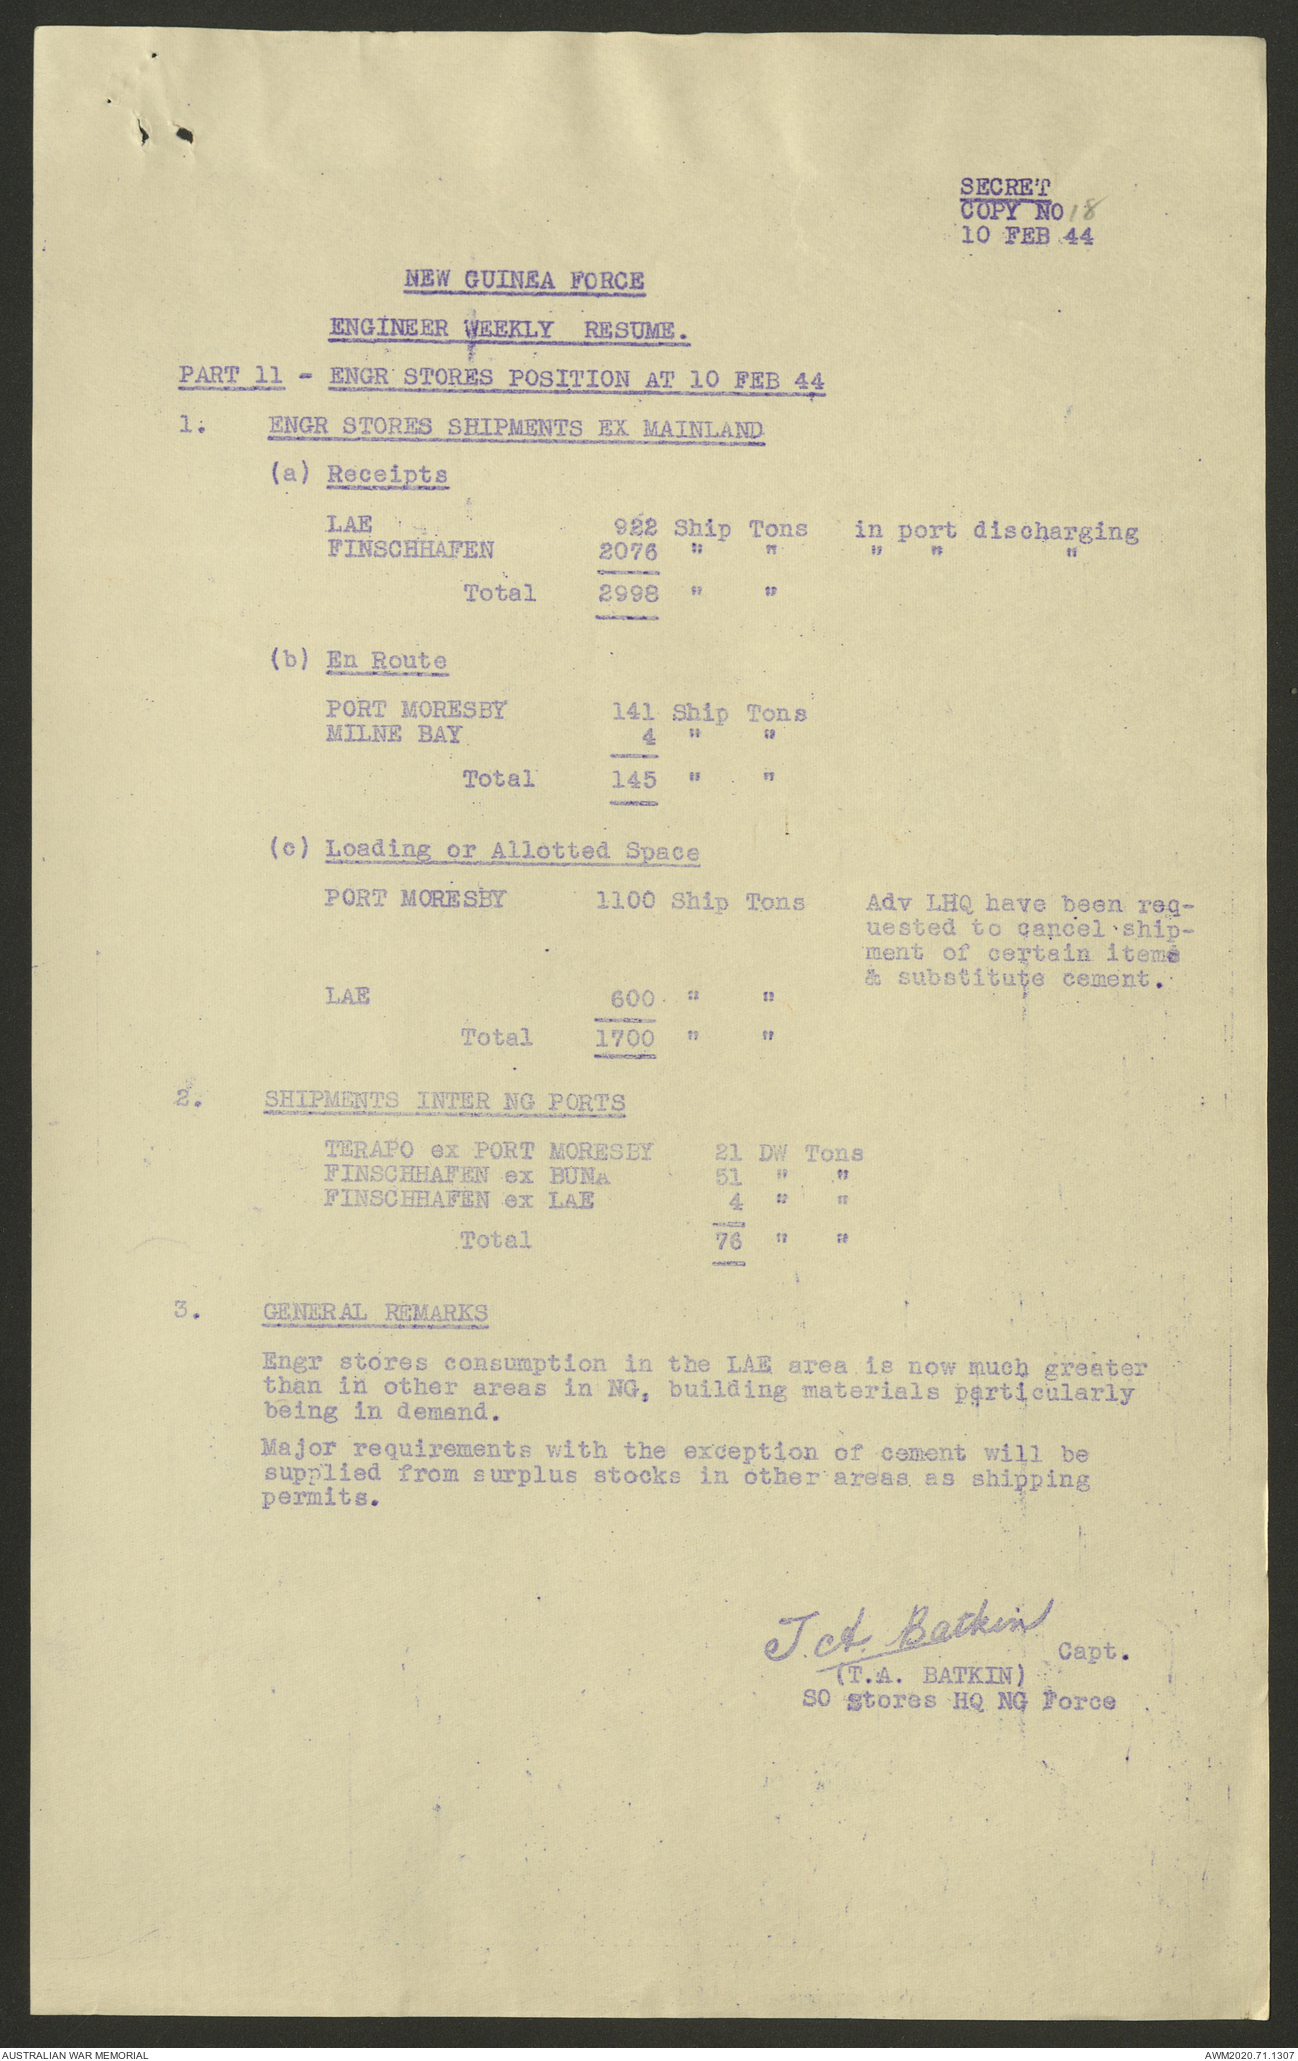 SECRET
COPY NO 18
10 FEB 44
NEW GUINEA FORCE
ENGINEER WEEKLY RESUME.
PART 11 - ENGR STORES POSITION AT 10 FEB 44
1. ENGR STORES SHIPMENTS EX MAINLAND
(a) Receipts
LAE 922 Ship Tons in port discharging
FINSCHHAFEN 2076 " " " " "
Total 2998 " "
(b) En Route
PORT MORESBY 141 Ship Tons
MILNE BAY 4 " "
Total 145 " "
(c) Loading or Allotted Space
PORT MORESBY 1100 Ship Tons Adv LHQ have been req-
uested to cancel ship-
ment of certain items
& substitute cement.
LAE 600 " "
Total 1700 " "
2. SHIPMENTS INTER NG PORTS
TERAPO ex PORT MORESBY 21 DW Tons
FINSCHHAFEN ex BUNA 51 " "
FINSCHHAFEN ex LAE 4 " "
Total 76 " "
3. GENERAL REMARKS
Engr stores consumption in the LAE area is now much greater
than in other areas in NG, building materials particularly
being in demand.
Major requirements with the exception of cement will be
supplied from surplus stocks in other areas as shipping
permits.
T.A. Batkin Capt.
(T.A. BATKIN)
SO Stores HQ NG Force
AUSTRALIAN WAR MEMORIAL AWM2020.71.1307